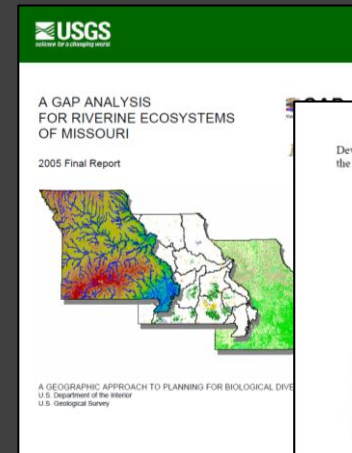 USGS
science for a changing world
A GAP ANALYSIS
FOR RIVERINE ECOSYSTEMS
OF MISSOURI
2005 Final Report
A GEOGRAPHIC APPROACH TO PLANNING FOR BIOLOGICAL DIVE
U.S. Department of the Interior
U.S. Geological Survey
Dev
the